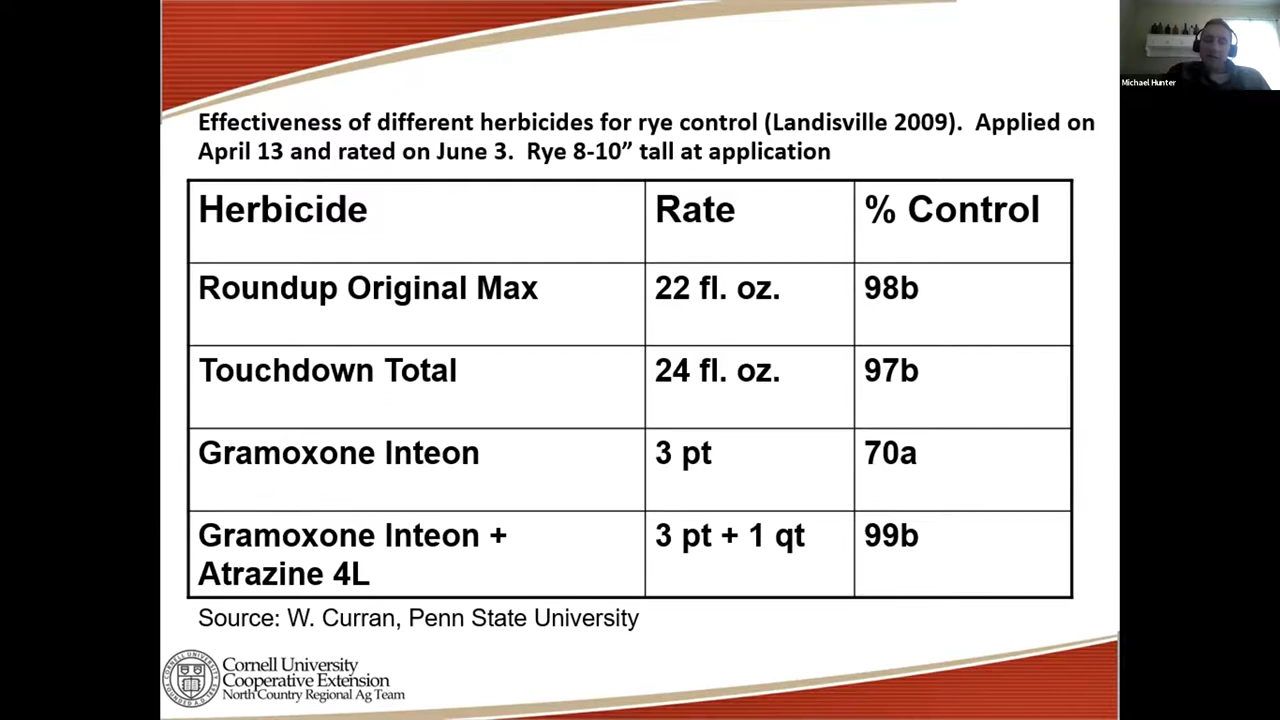 Michael Hunter
Effectiveness of different herbicides for rye control (Landisville 2009).  Applied on
April 13 and rated on June 3.  Rye 8-10” tall at application
Herbicide Rate % Control
Roundup Original Max 22 fl. oz. 98b
Touchdown Total 24 fl. oz. 97b
Gramoxone Inteon 3 pt 70a
Gramoxone Inteon + 3 pt + 1 qt 99b
Atrazine 4L
Source: W. Curran, Penn State University
Cornell University
Cooperative Extension
North Country Regional Ag Team